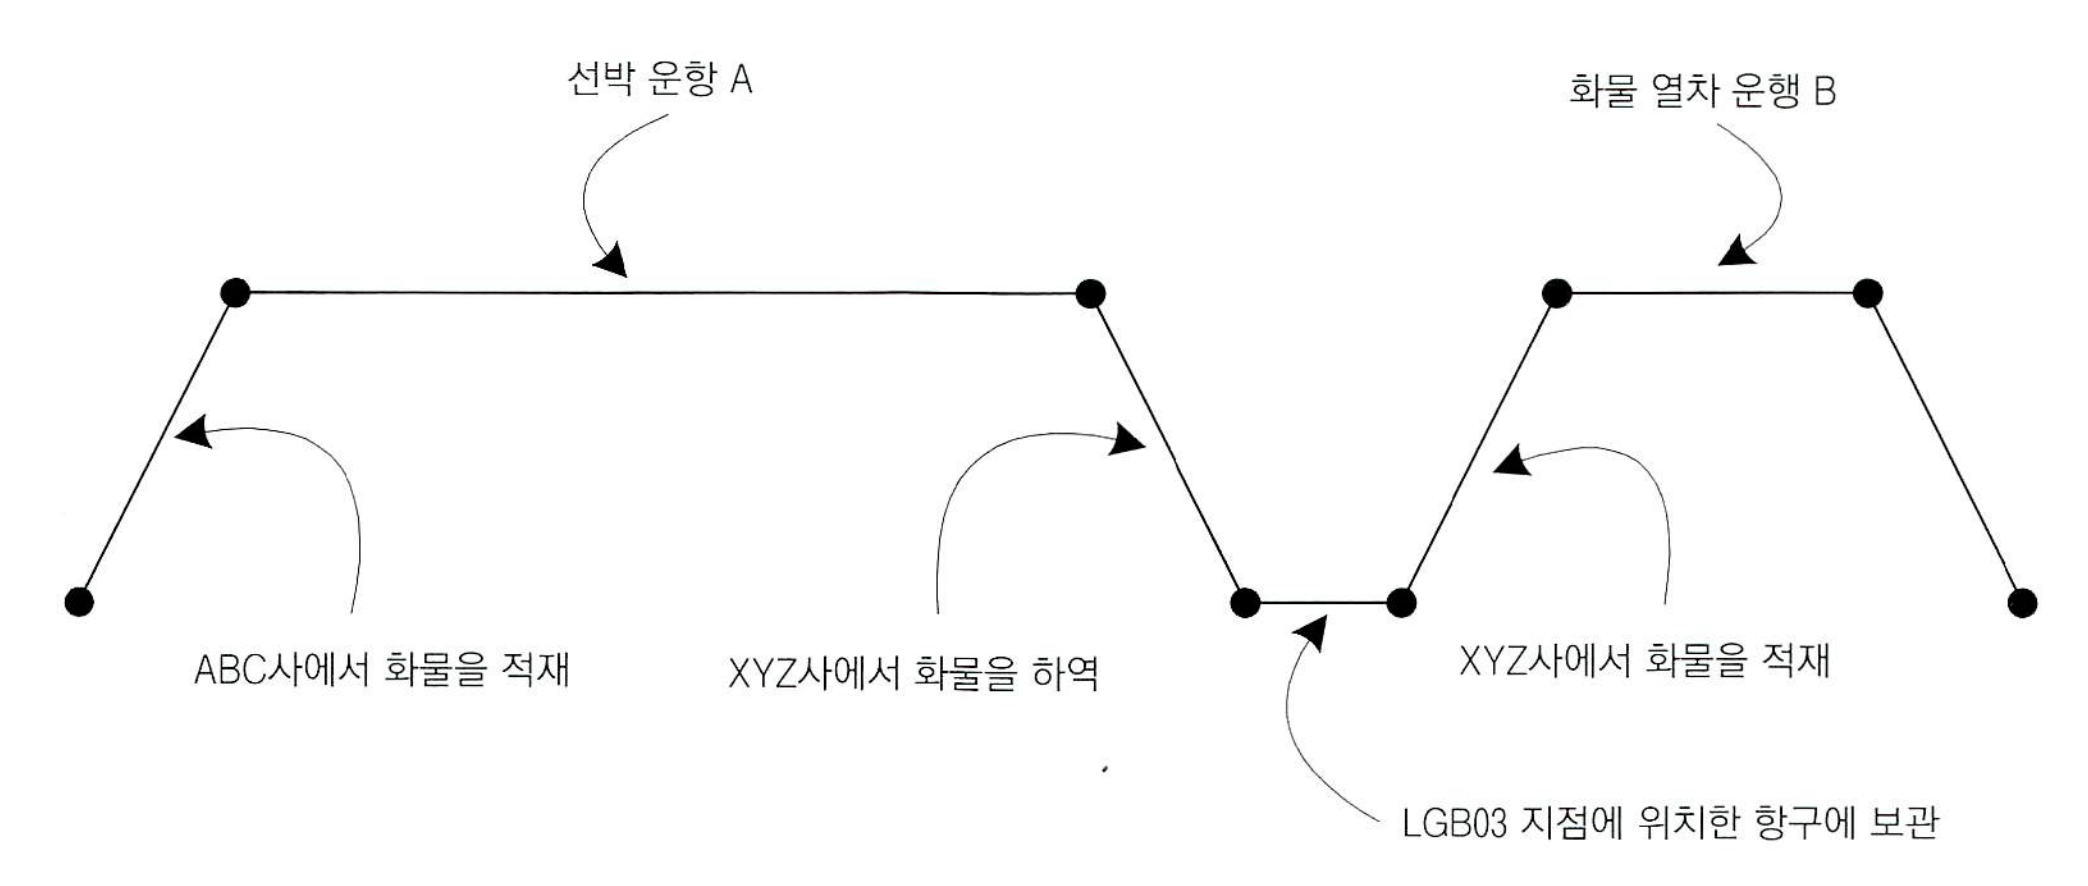 선박 운항 A
화물 열차 운행 B
ABC사에서 화물을 적재
XYZ사에서 화물을 하역
XYZ사에서 화물을 적재
LGB03 지점에 위치한 항구에 보관